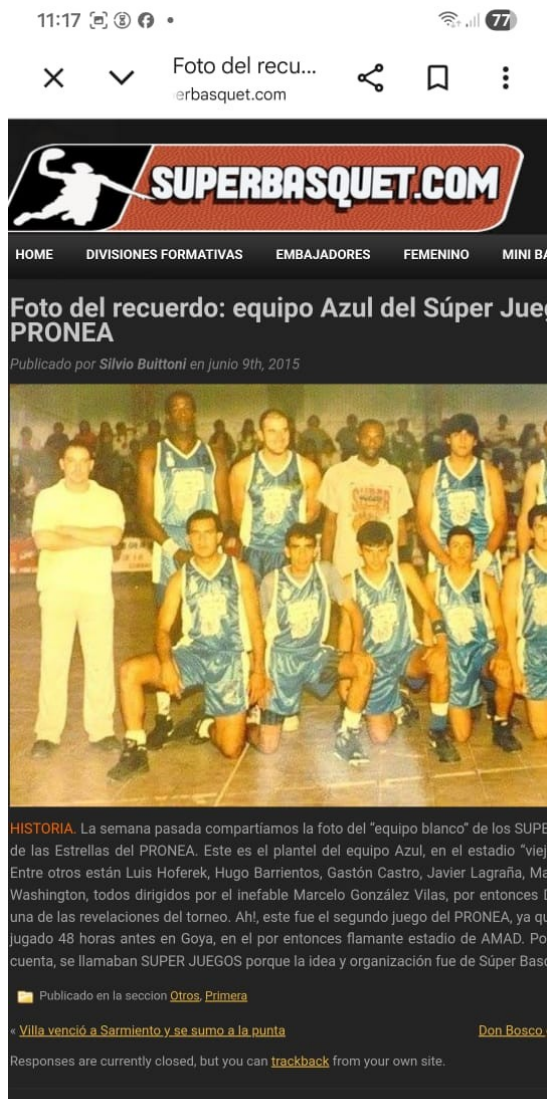 11:17
77
Foto del recu...
erbasquet.com
SUPERBASQUET.COM
HOME DIVISIONES FORMATIVAS EMBAJADORES FEMENINO MINI BA
Foto del recuerdo: equipo Azul del Súper Jueg
PRONEA
Publicado por Silvio Buittoni en junio 9th, 2015
SUPER
HISTORIA. La semana pasada compartíamos la foto del "equipo blanco" de los SUPE
de las Estrellas del PRONEA. Este es el plantel del equipo Azul, en el estadio "viej
Entre otros están Luis Hoferek, Hugo Barrientos, Gastón Castro, Javier Lagraña, Ma
Washington, todos dirigidos por el inefable Marcelo González Vilas, por entonces D
una de las revelaciones del torneo. Ah!, este fue el segundo juego del PRONEA, ya qu
jugado 48 horas antes en Goya, en el por entonces flamante estadio de AMAD. Po
cuenta, se llamaban SUPER JUEGOS porque la idea y organización fue de Súper Basq
Publicado en la seccion Otros, Primera
« Villa venció a Sarmiento y se sumo a la punta Don Bosco
Responses are currently closed, but you can trackback from your own site.